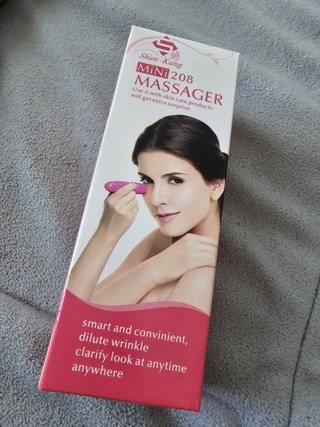 Shun·Kang
MiNi 208
MASSAGER
Use it with skin care products
will get extra surprise.
smart and convinient,
dilute wrinkle
clarify look at anytime
anywhere